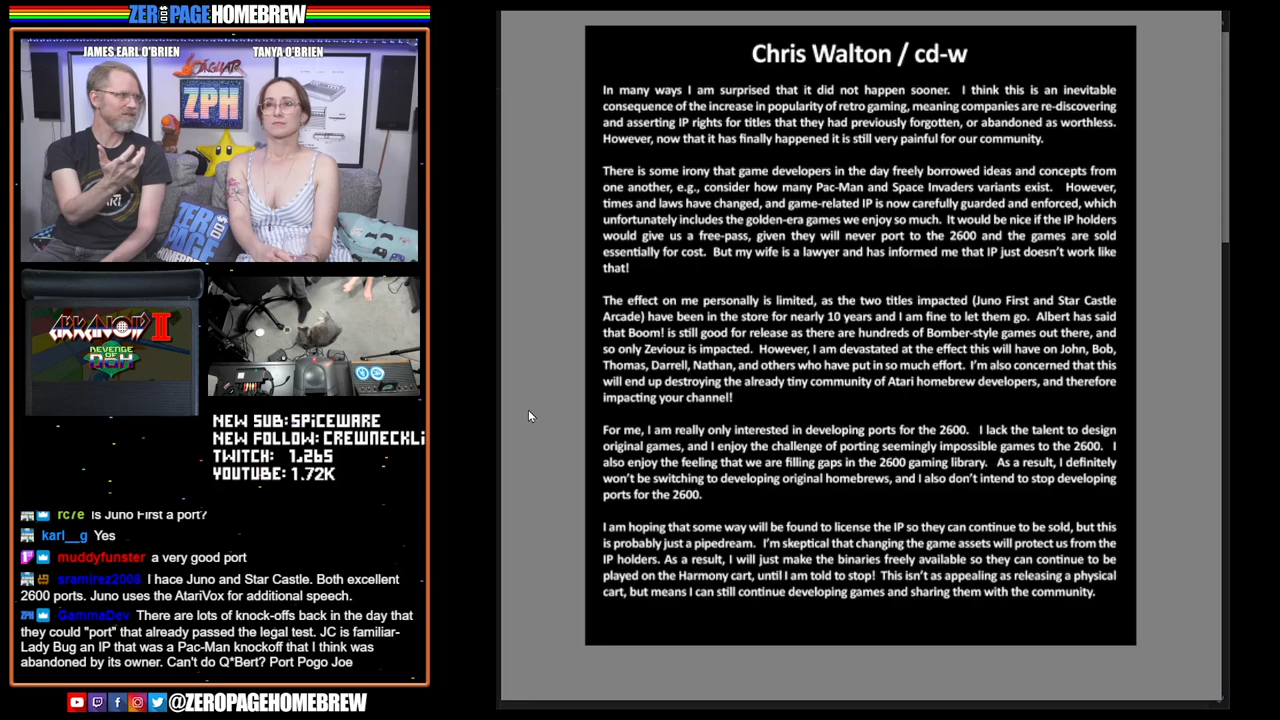 ZERO PAGE HOMEBREW
JAMES EARL O'BRIEN
TANYA O'BRIEN
JAGUAR
ZPH
ZERO
PAGE
ARKANOID II
REVENGE
OF
DOH
NEW SUB: SPICEWARE
NEW FOLLOW: CREWNECKLI
TWITCH: 1,265
YOUTUBE: 1.72K
rc7e Is Juno First a port?
karl__g Yes
muddyfunster a very good port
sramirez2008 I hace Juno and Star Castle. Both excellent
2600 ports. Juno uses the AtariVox for additional speech.
GammaDev There are lots of knock-offs back in the day that
they could "port" that already passed the legal test. JC is familiar-
Lady Bug an IP that was a Pac-Man knockoff that I think was
abandoned by its owner. Can't do Q*Bert? Port Pogo Joe
@ZEROPAGEHOMEBREW
Chris Walton / cd-w
In many ways I am surprised that it did not happen sooner. I think this is an inevitable
consequence of the increase in popularity of retro gaming, meaning companies are re-discovering
and asserting IP rights for titles that they had previously forgotten, or abandoned as worthless.
However, now that it has finally happened it is still very painful for our community.
There is some irony that game developers in the day freely borrowed ideas and concepts from
one another, e.g., consider how many Pac-Man and Space Invaders variants exist. However,
times and laws have changed, and game-related IP is now carefully guarded and enforced, which
unfortunately includes the golden-era games we enjoy so much. It would be nice if the IP holders
would give us a free-pass, given they will never port to the 2600 and the games are sold
essentially for cost. But my wife is a lawyer and has informed me that IP just doesn't work like
that!
The effect on me personally is limited, as the two titles impacted (Juno First and Star Castle
Arcade) have been in the store for nearly 10 years and I am fine to let them go. Albert has said
that Boom! is still good for release as there are hundreds of Bomber-style games out there, and
so only Zeviouz is impacted. However, I am devastated at the effect this will have on John, Bob,
Thomas, Darrell, Nathan, and others who have put in so much effort. I'm also concerned that this
will end up destroying the already tiny community of Atari homebrew developers, and therefore
impacting your channel!
For me, I am really only interested in developing ports for the 2600. I lack the talent to design
original games, and I enjoy the challenge of porting seemingly impossible games to the 2600. I
also enjoy the feeling that we are filling gaps in the 2600 gaming library. As a result, I definitely
won't be switching to developing original homebrews, and I also don't intend to stop developing
ports for the 2600.
I am hoping that some way will be found to license the IP so they can continue to be sold, but this
is probably just a pipedream. I'm skeptical that changing the game assets will protect us from the
IP holders. As a result, I will just make the binaries freely available so they can continue to be
played on the Harmony cart, until I am told to stop! This isn't as appealing as releasing a physical
cart, but means I can still continue developing games and sharing them with the community.